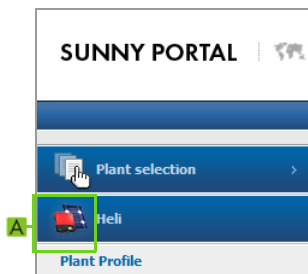 SUNNY PORTAL
Plant selection
A
Heli
Plant Profile